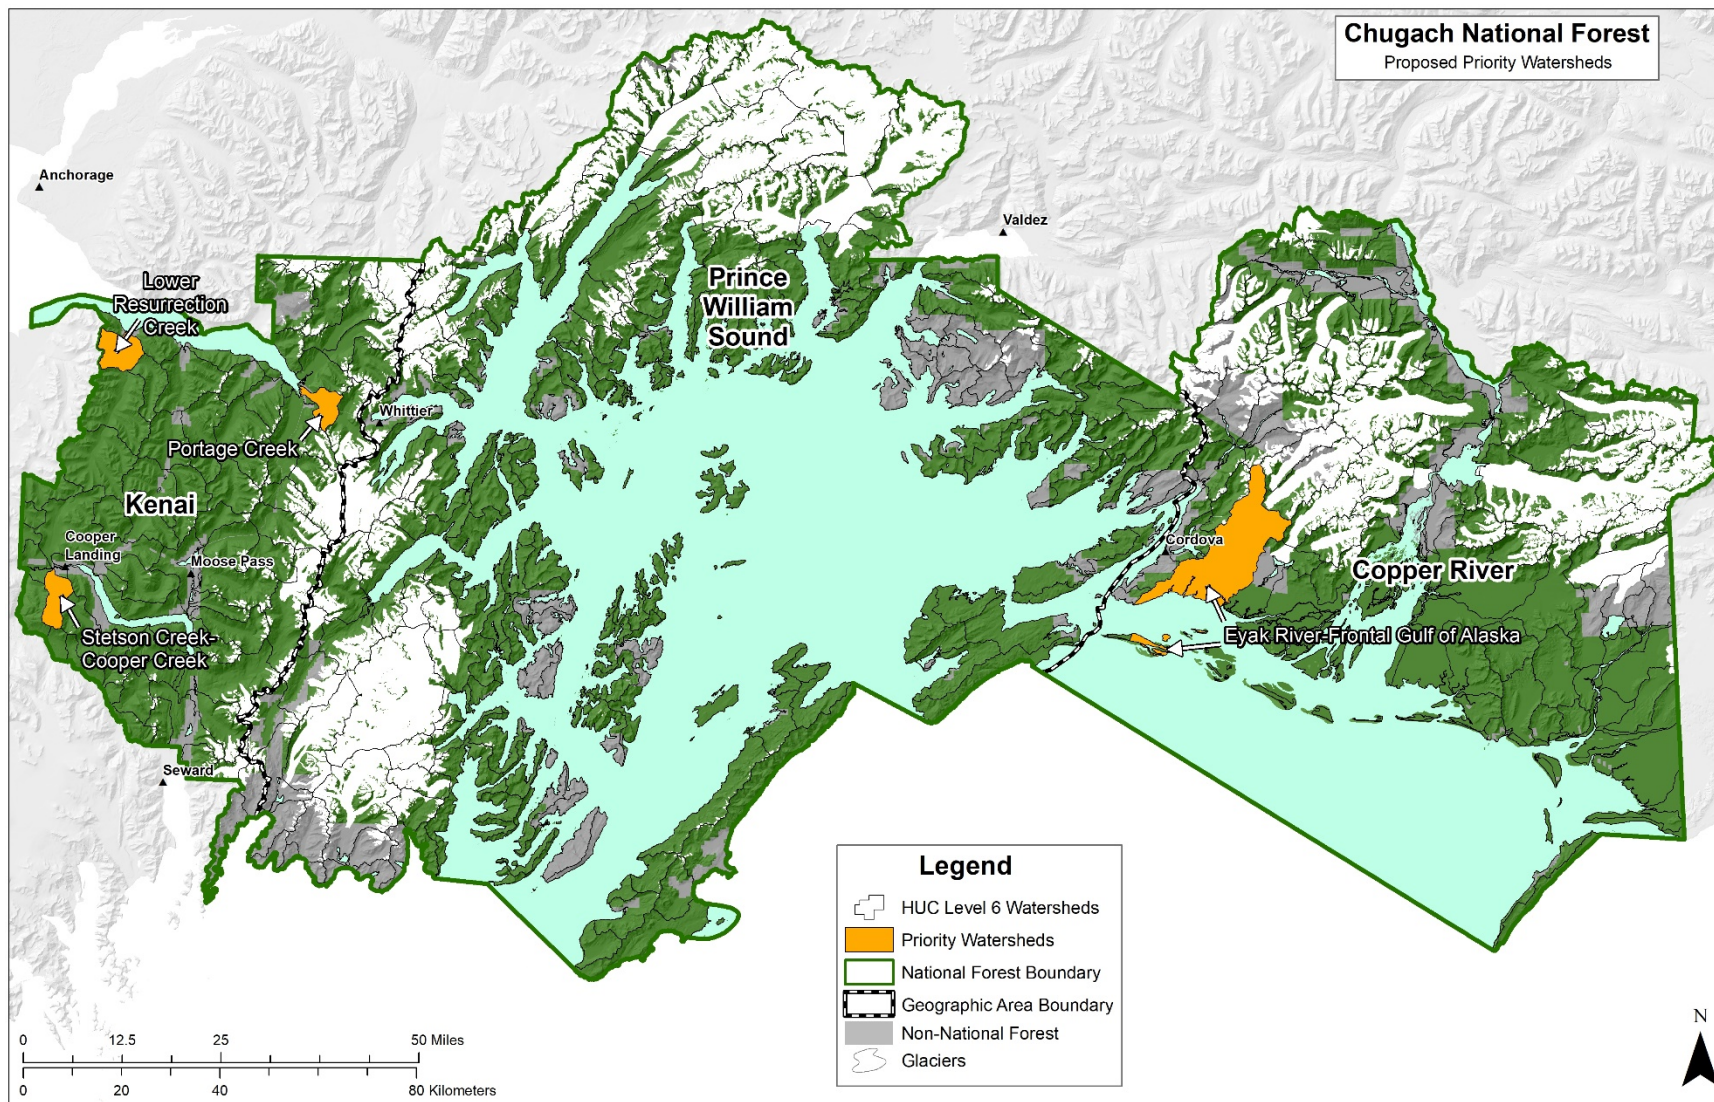 Chugach National Forest
Proposed Priority Watersheds
Anchorage
Valdez
Lower
Resurrection
Creek
Prince
William
Sound
Whittier
Portage Creek
Kenai
Cooper
Landing
Moose Pass
Cordova
Copper River
Stetson Creek-
Cooper Creek
Eyak River-Frontal Gulf of Alaska
Seward
Legend
HUC Level 6 Watersheds
Priority Watersheds
National Forest Boundary
Geographic Area Boundary
Non-National Forest
Glaciers
0 12.5 25 50 Miles
0 20 40 80 Kilometers
N